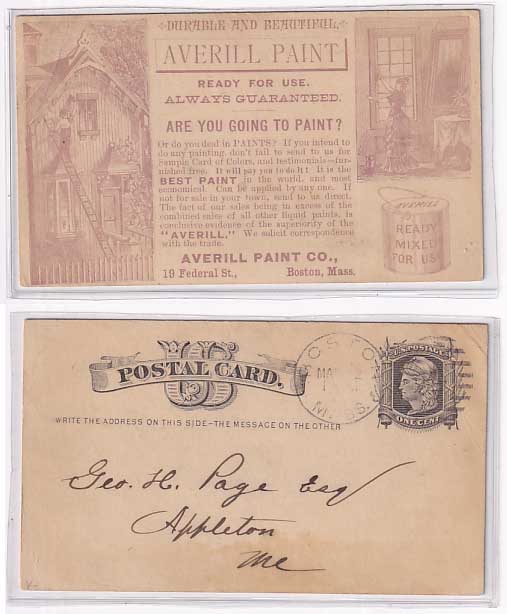 DURABLE AND BEAUTIFUL.
AVERILL PAINT
READY FOR USE.
ALWAYS GUARANTEED.
ARE YOU GOING TO PAINT?
Or do you deal in PAINTS? If you intend to
do any painting, don't fail to send to us for
Sample Card of Colors, and testimonials—fur-
nished free. It will pay you to do it! It is the
BEST PAINT in the world, and most
economical. Can be applied by any one. If
not for sale in your town, send to us direct.
The fact of our sales being in excess of the
combined sales of all other liquid paints, is
conclusive evidence of the superiority of the
"AVERILL." We solicit correspondence
with the trade.
AVERILL PAINT CO.,
19 Federal St., Boston, Mass.
AVERILL
READY
MIXED
FOR USE
US
POSTAL CARD.
WRITE THE ADDRESS ON THIS SIDE—THE MESSAGE ON THE OTHER
BOSTON
MASS.
U.S. POSTAGE
ONE CENT
Geo. H. Page Esq
Appleton
Me